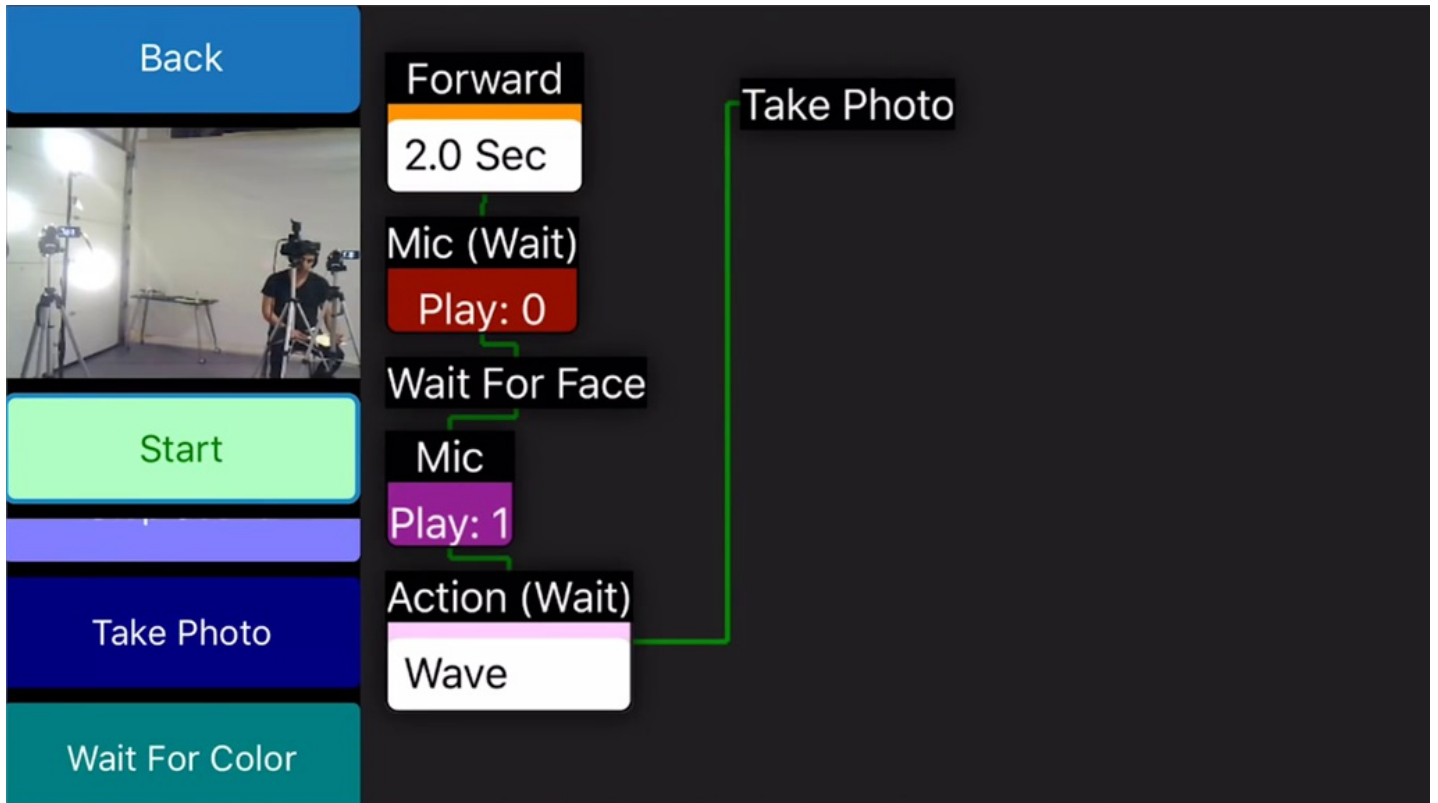 Back
Start
Take Photo
Wait For Color
Forward
2.0 Sec
Mic (Wait)
Play: 0
Wait For Face
Mic
Play: 1
Action (Wait)
Wave
Take Photo